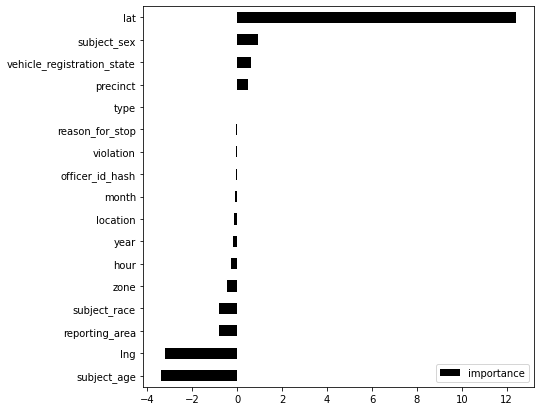 lat
subject_sex
vehicle_registration_state
precinct
type
reason_for_stop
violation
officer_id_hash
month
location
year
hour
zone
subject_race
reporting_area
lng
subject_age
importance
−4 −2 0 2 4 6 8 10 12